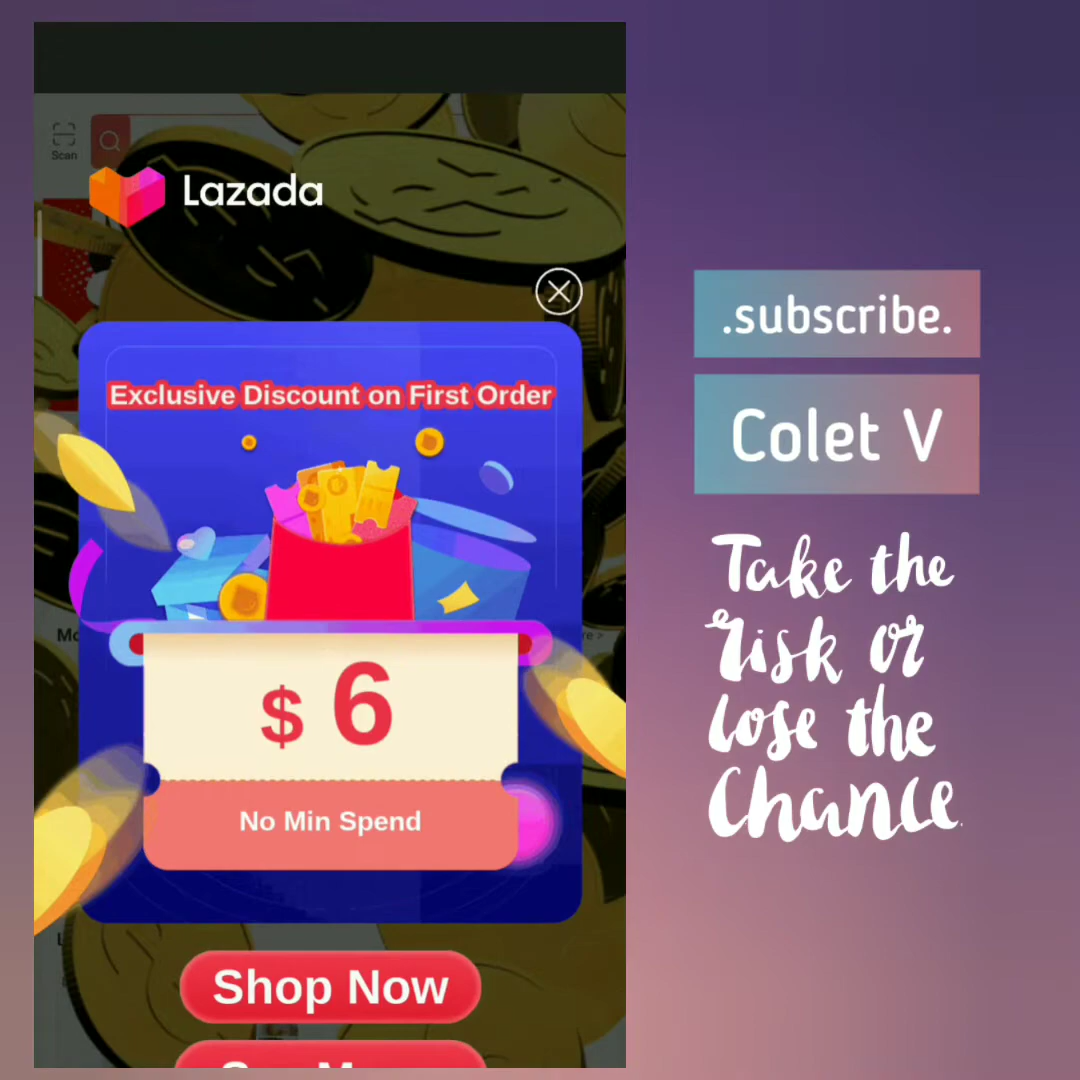 Scan
Lazada
Exclusive Discount on First Order
$ 6
No Min Spend
Shop Now
.subscribe.
Colet V
Take the
Risk or
lose the
Chance.